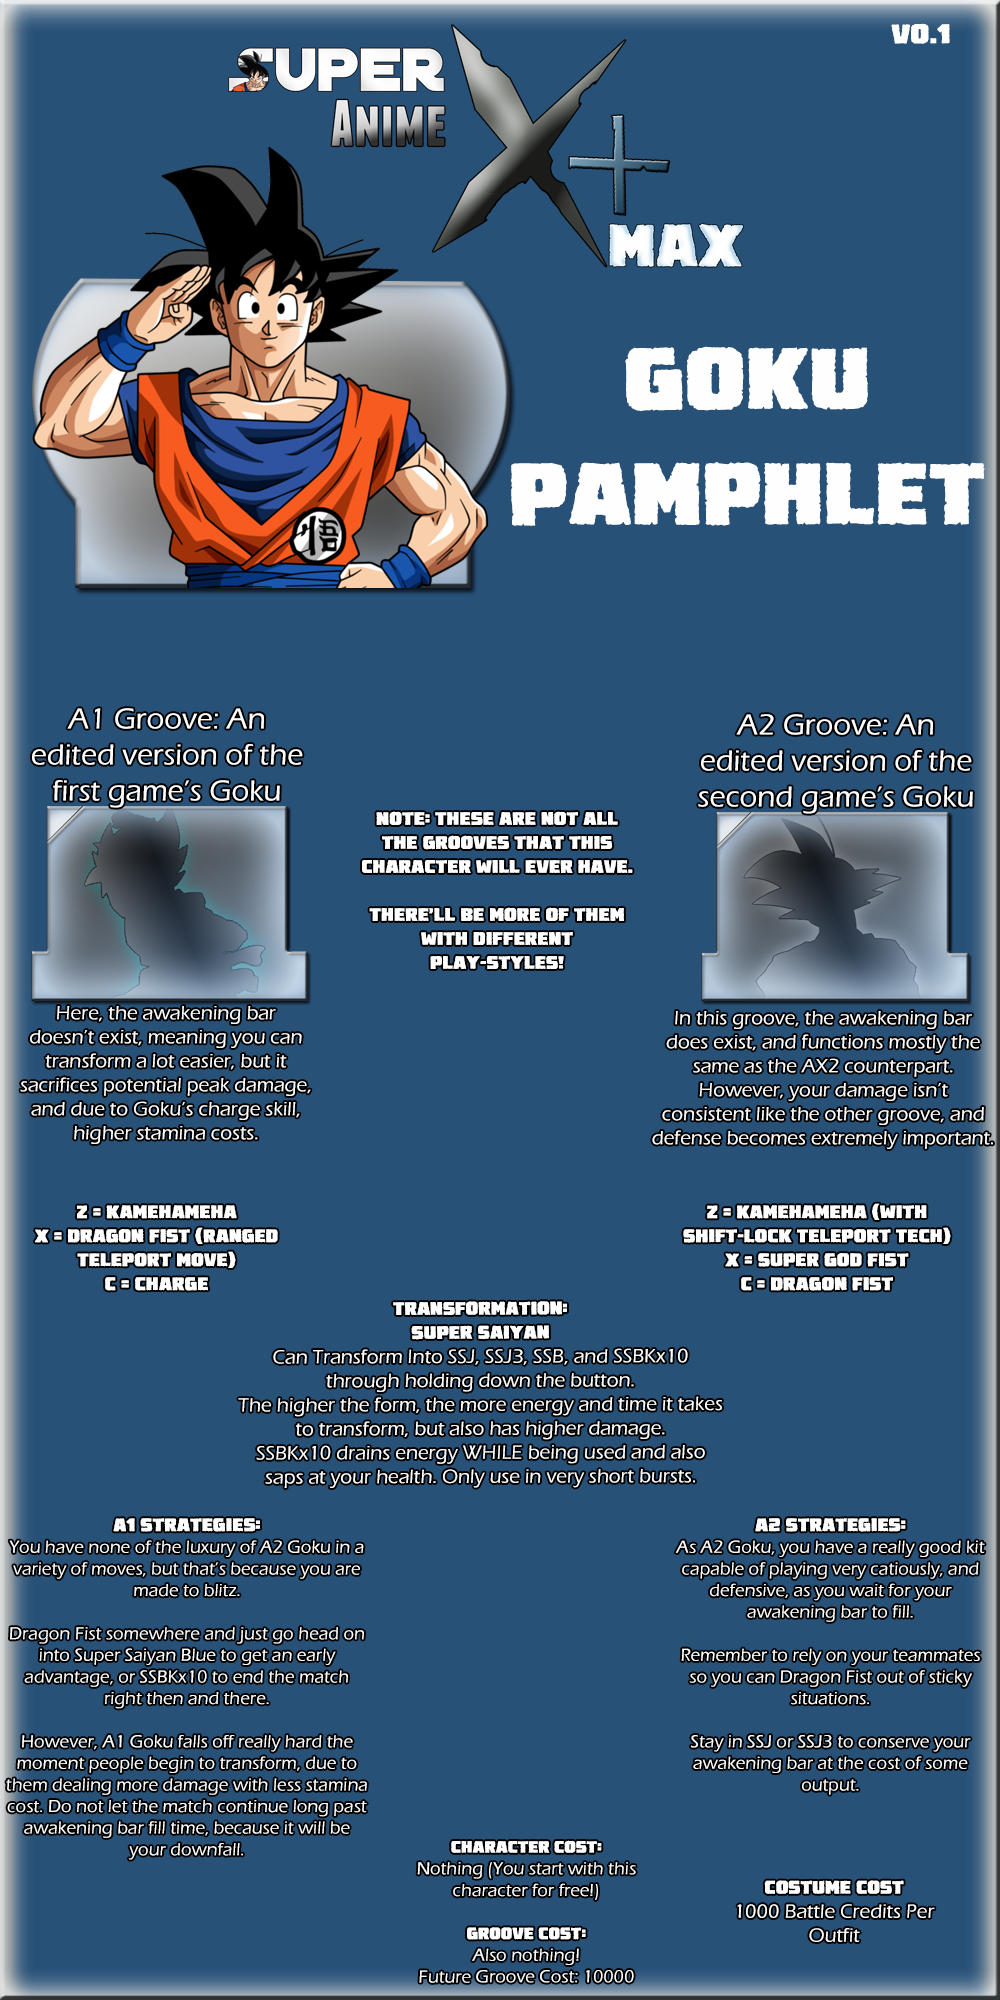 V0.1
SUPER
ANIME
X+
MAX
GOKU
PAMPHLET
悟
A1 Groove: An
edited version of the
first game's Goku
Here, the awakening bar
doesn't exist, meaning you can
transform a lot easier, but it
sacrifices potential peak damage,
and due to Goku's charge skill,
higher stamina costs.
NOTE: THESE ARE NOT ALL
THE GROOVES THAT THIS
CHARACTER WILL EVER HAVE.
THERE'LL BE MORE OF THEM
WITH DIFFERENT
PLAY-STYLES!
A2 Groove: An
edited version of the
second game's Goku
In this groove, the awakening bar
does exist, and functions mostly the
same as the AX2 counterpart.
However, your damage isn't
consistent like the other groove, and
defense becomes extremely important.
Z = KAMEHAMEHA
X = DRAGON FIST (RANGED
TELEPORT MOVE)
C = CHARGE
Z = KAMEHAMEHA (WITH
SHIFT-LOCK TELEPORT TECH)
X = SUPER GOD FIST
C = DRAGON FIST
TRANSFORMATION:
SUPER SAIYAN
Can Transform Into SSJ, SSJ3, SSB, and SSBKx10
through holding down the button.
The higher the form, the more energy and time it takes
to transform, but also has higher damage.
SSBKx10 drains energy WHILE being used and also
saps at your health. Only use in very short bursts.
A1 STRATEGIES:
You have none of the luxury of A2 Goku in a
variety of moves, but that's because you are
made to blitz.
Dragon Fist somewhere and just go head on
into Super Saiyan Blue to get an early
advantage, or SSBKx10 to end the match
right then and there.
However, A1 Goku falls off really hard the
moment people begin to transform, due to
them dealing more damage with less stamina
cost. Do not let the match continue long past
awakening bar fill time, because it will be
your downfall.
A2 STRATEGIES:
As A2 Goku, you have a really good kit
capable of playing very catiously, and
defensive, as you wait for your
awakening bar to fill.
Remember to rely on your teammates
so you can Dragon Fist out of sticky
situations.
Stay in SSJ or SSJ3 to conserve your
awakening bar at the cost of some
output.
CHARACTER COST:
Nothing (You start with this
character for free!)
GROOVE COST:
Also nothing!
Future Groove Cost: 10000
COSTUME COST
1000 Battle Credits Per
Outfit